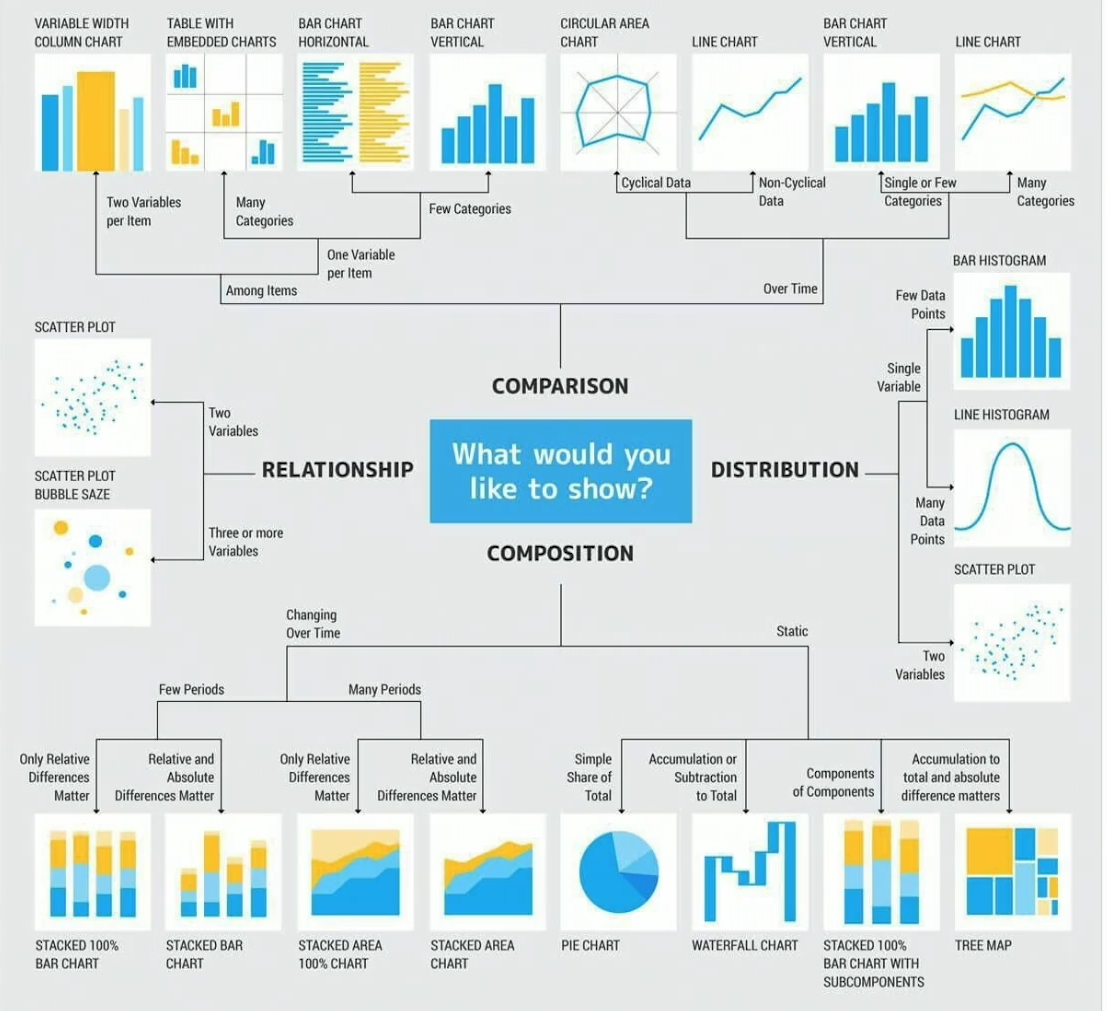 VARIABLE WIDTH
COLUMN CHART
TABLE WITH
EMBEDDED CHARTS
BAR CHART
HORIZONTAL
BAR CHART
VERTICAL
CIRCULAR AREA
CHART
LINE CHART
BAR CHART
VERTICAL
LINE CHART
Two Variables
per Item
Many
Categories
Few Categories
Cyclical Data
Non-Cyclical
Data
Single or Few
Categories
Many
Categories
One Variable
per Item
Among Items
Over Time
COMPARISON
What would you
like to show?
RELATIONSHIP
SCATTER PLOT
Two
Variables
SCATTER PLOT
BUBBLE SAZE
Three or more
Variables
DISTRIBUTION
BAR HISTOGRAM
Few Data
Points
Single
Variable
LINE HISTOGRAM
Many
Data
Points
SCATTER PLOT
Two
Variables
COMPOSITION
Changing
Over Time
Static
Few Periods
Many Periods
Only Relative
Differences
Matter
Relative and
Absolute
Differences Matter
Only Relative
Differences
Matter
Relative and
Absolute
Differences Matter
Simple
Share of
Total
Accumulation or
Subtraction
to Total
Components
of Components
Accumulation to
total and absolute
difference matters
STACKED 100%
BAR CHART
STACKED BAR
CHART
STACKED AREA
100% CHART
STACKED AREA
CHART
PIE CHART
WATERFALL CHART
STACKED 100%
BAR CHART WITH
SUBCOMPONENTS
TREE MAP